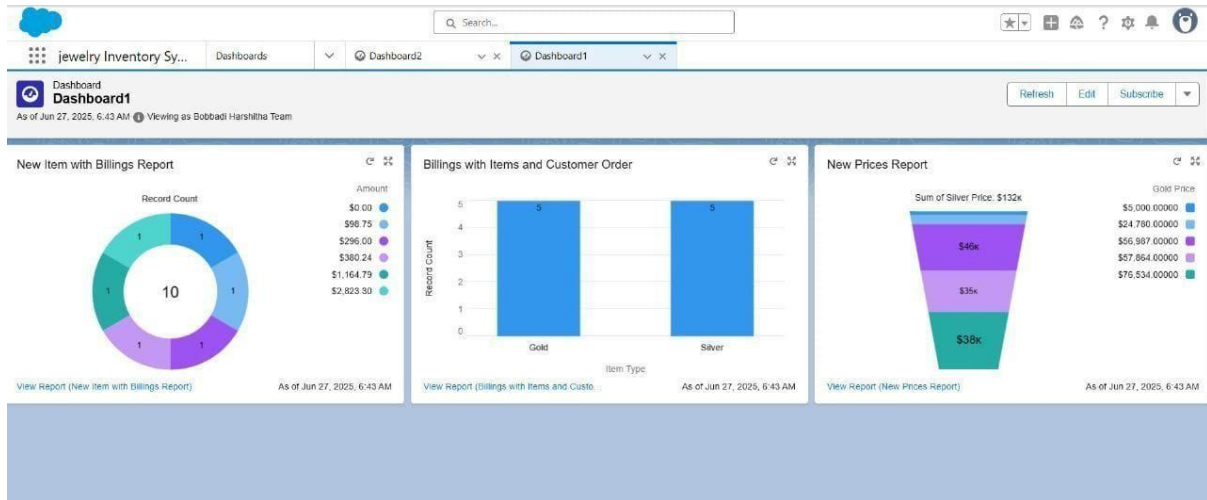 Search...
jewelry Inventory Sy...
Dashboards
Dashboard2
Dashboard1
Dashboard
Dashboard1
As of Jun 27, 2025, 6:43 AM Viewing as Bobbadi Harshitha Team
Refresh
Edit
Subscribe
New Item with Billings Report
Record Count
Amount
$0.00
$98.75
$296.00
$380.24
$1,164.79
$2,823.30
1
1
1
1
1
1
10
View Report (New Item with Billings Report)
As of Jun 27, 2025, 6:43 AM
Billings with Items and Customer Order
Record Count
5
4
3
2
1
0
5
5
Gold
Silver
Item Type
View Report (Billings with Items and Custo...
As of Jun 27, 2025, 6:43 AM
New Prices Report
Sum of Silver Price: $132K
Gold Price
$5,000.00000
$24,780.00000
$56,987.00000
$57,864.00000
$76,534.00000
$46K
$35K
$38K
View Report (New Prices Report)
As of Jun 27, 2025, 6:43 AM